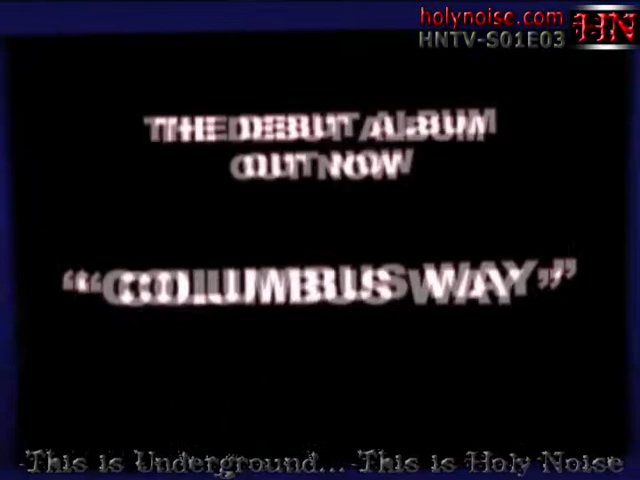 holynoise.com
HN
HNTV-S01E03
THE DEBUT ALBUM
OUT NOW
“COLUMBUS WAY”
-This is Underground... -This is Holy Noise